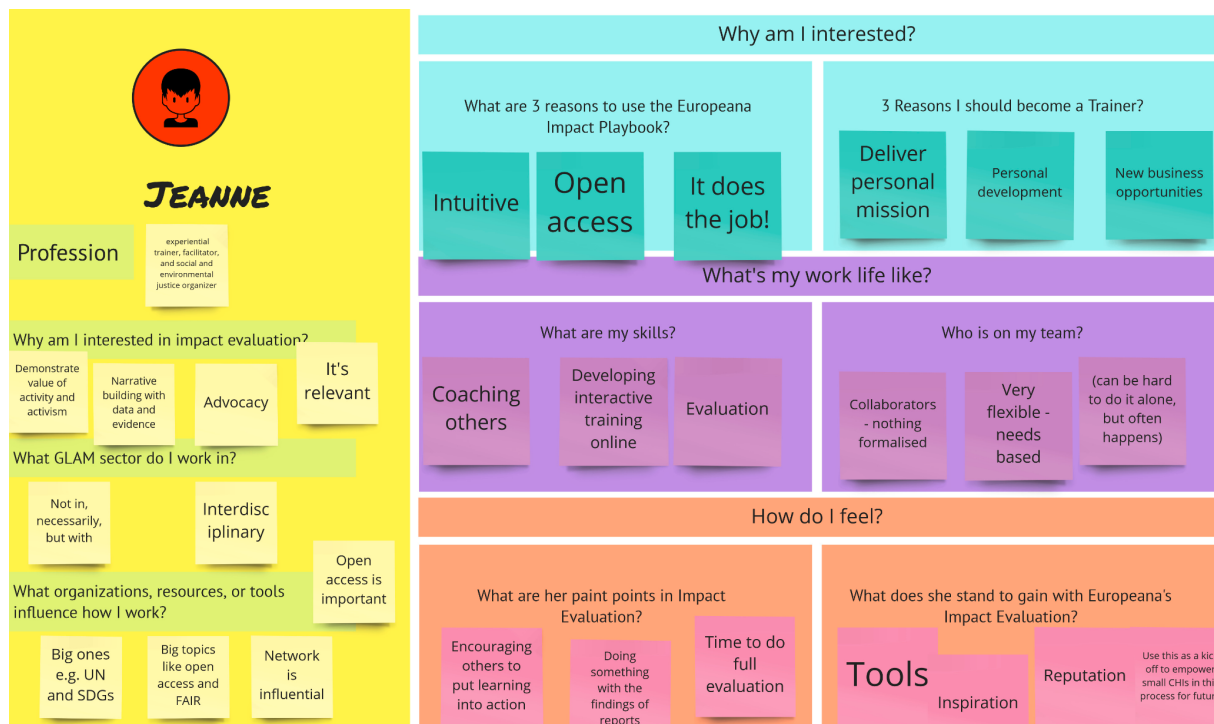 JEANNE
Profession
experiential
trainer, facilitator,
and social and
environmental
justice organizer
Why am I interested in impact evaluation?
Demonstrate
value of
activity and
activism
Narrative
building with
data and
evidence
Advocacy
It's
relevant
What GLAM sector do I work in?
Not in,
necessarily,
but with
Interdisc
iplinary
Open
access is
important
What organizations, resources, or tools
influence how I work?
Big ones
e.g. UN
and SDGs
Big topics
like open
access and
FAIR
Network
is
influential
Why am I interested?
What are 3 reasons to use the Europeana
Impact Playbook?
Intuitive
Open
access
It does
the job!
3 Reasons I should become a Trainer?
Deliver
personal
mission
Personal
development
New business
opportunities
What's my work life like?
What are my skills?
Coaching
others
Developing
interactive
training
online
Evaluation
Who is on my team?
Collaborators
- nothing
formalised
Very
flexible -
needs
based
(can be hard
to do it alone,
but often
happens)
How do I feel?
What are her paint points in Impact
Evaluation?
Encouraging
others to
put learning
into action
Doing
something
with the
findings of
reports
Time to do
full
evaluation
What does she stand to gain with Europeana's
Impact Evaluation?
Tools
Inspiration
Reputation
Use this as a kic
off to empower
small CHIs in thi
process for futur